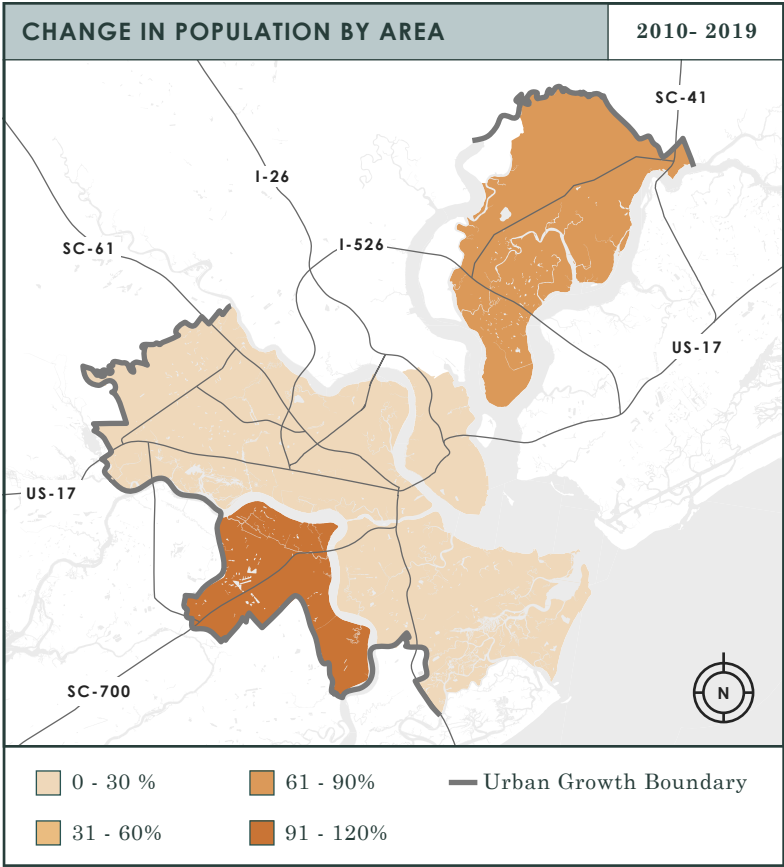 CHANGE IN POPULATION BY AREA
2010- 2019
SC-41
I-26
SC-61
I-526
US-17
US-17
SC-700
N
0 - 30 %
61 - 90%
Urban Growth Boundary
31 - 60%
91 - 120%